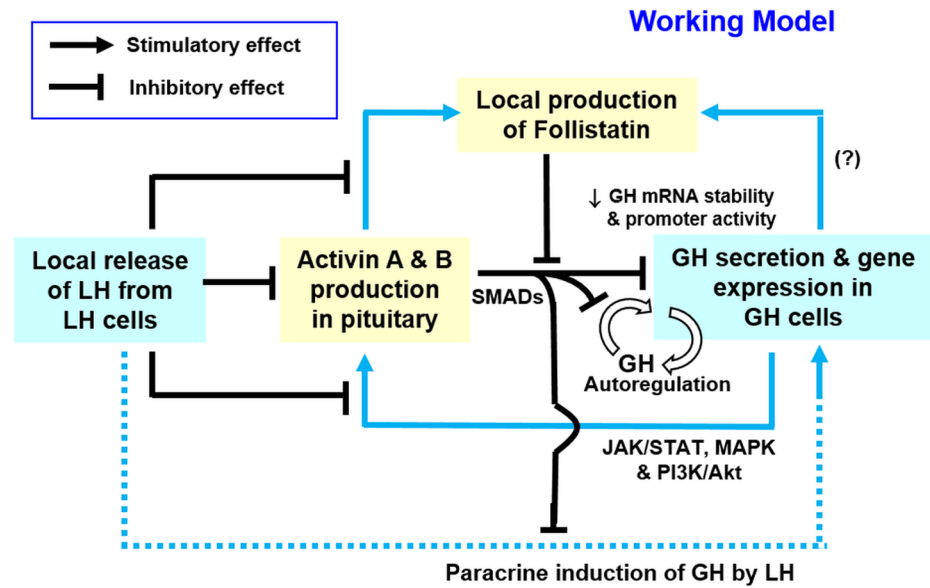 Working Model
Stimulatory effect
Inhibitory effect
Local production
of Follistatin
(?)
↓ GH mRNA stability
& promoter activity
Local release
of LH from
LH cells
Activin A & B
production
in pituitary
SMADs
GH secretion & gene
expression in
GH cells
GH
Autoregulation
JAK/STAT, MAPK
& PI3K/Akt
Paracrine induction of GH by LH